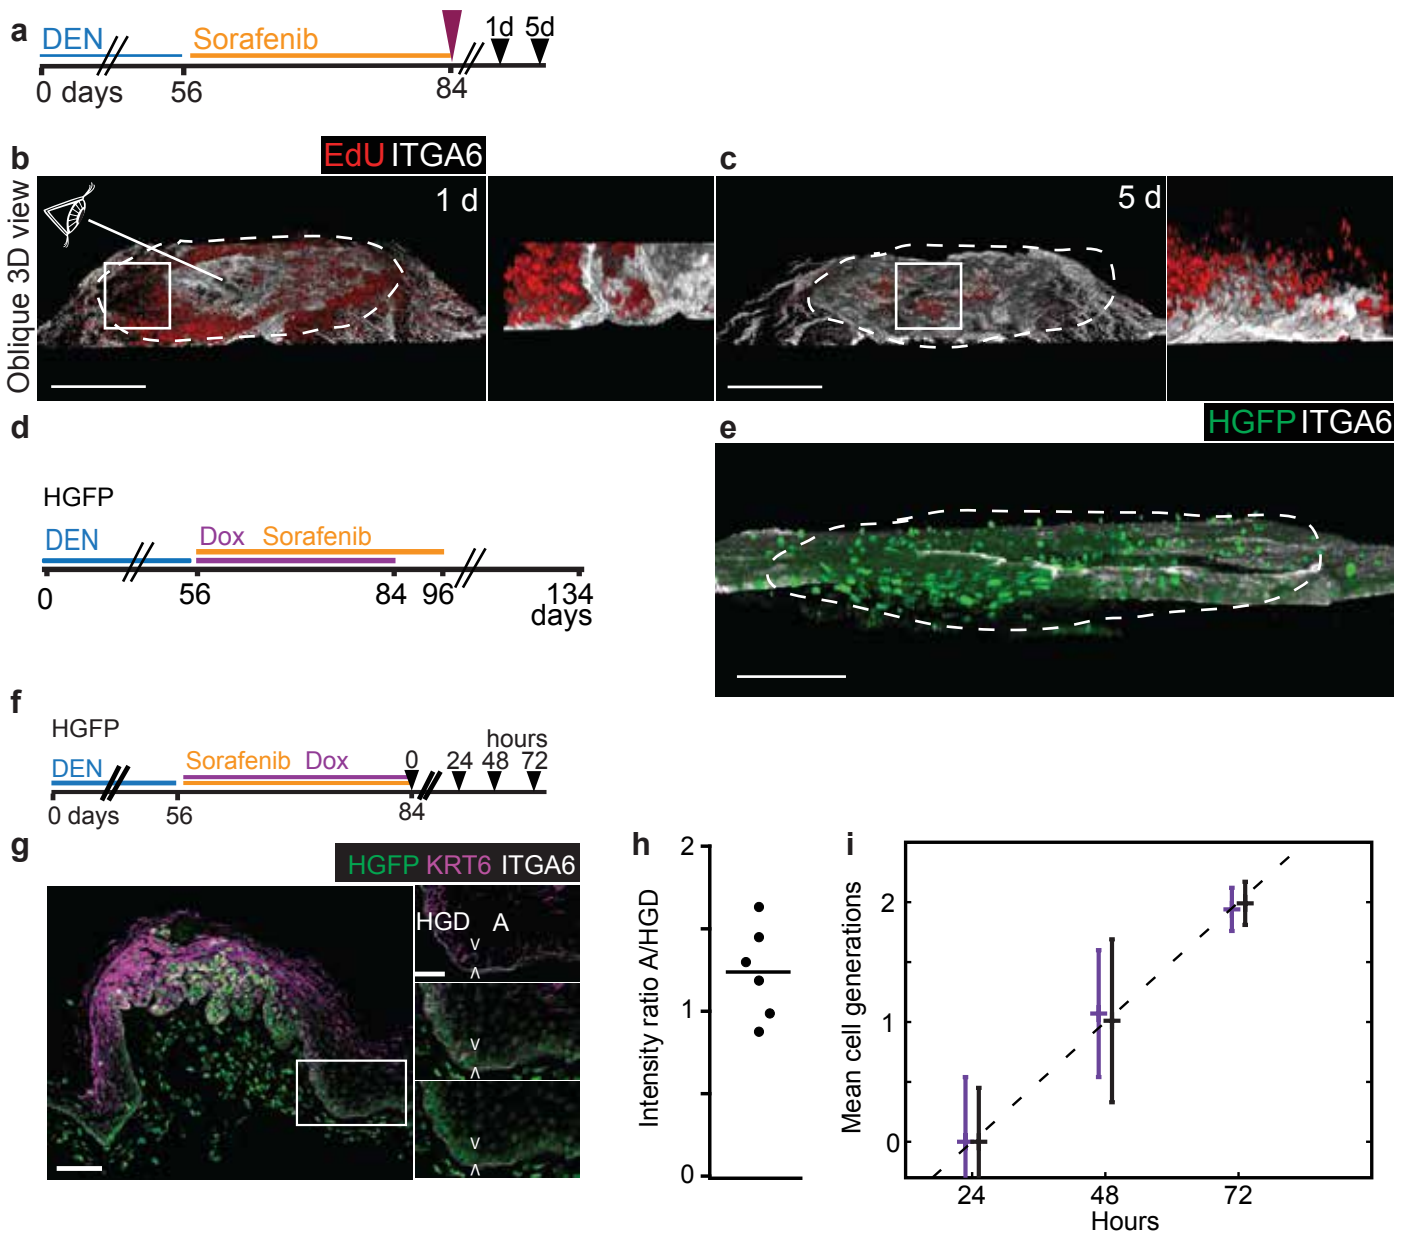 a
DEN Sorafenib 1d 5d
0 days 56 84
b EdU ITGA6 c
Oblique 3D view
1 d
5 d
d
HGFP
DEN Dox Sorafenib
0 56 84 96 134
days
e HGFP ITGA6
f
HGFP
DEN Sorafenib Dox 0 24 48 72
hours
0 days 56 84
g HGFP KRT6 ITGA6
HGD A
h
Intensity ratio A/HGD
2
1
0
i
Mean cell generations
2
1
0
24 48 72
Hours